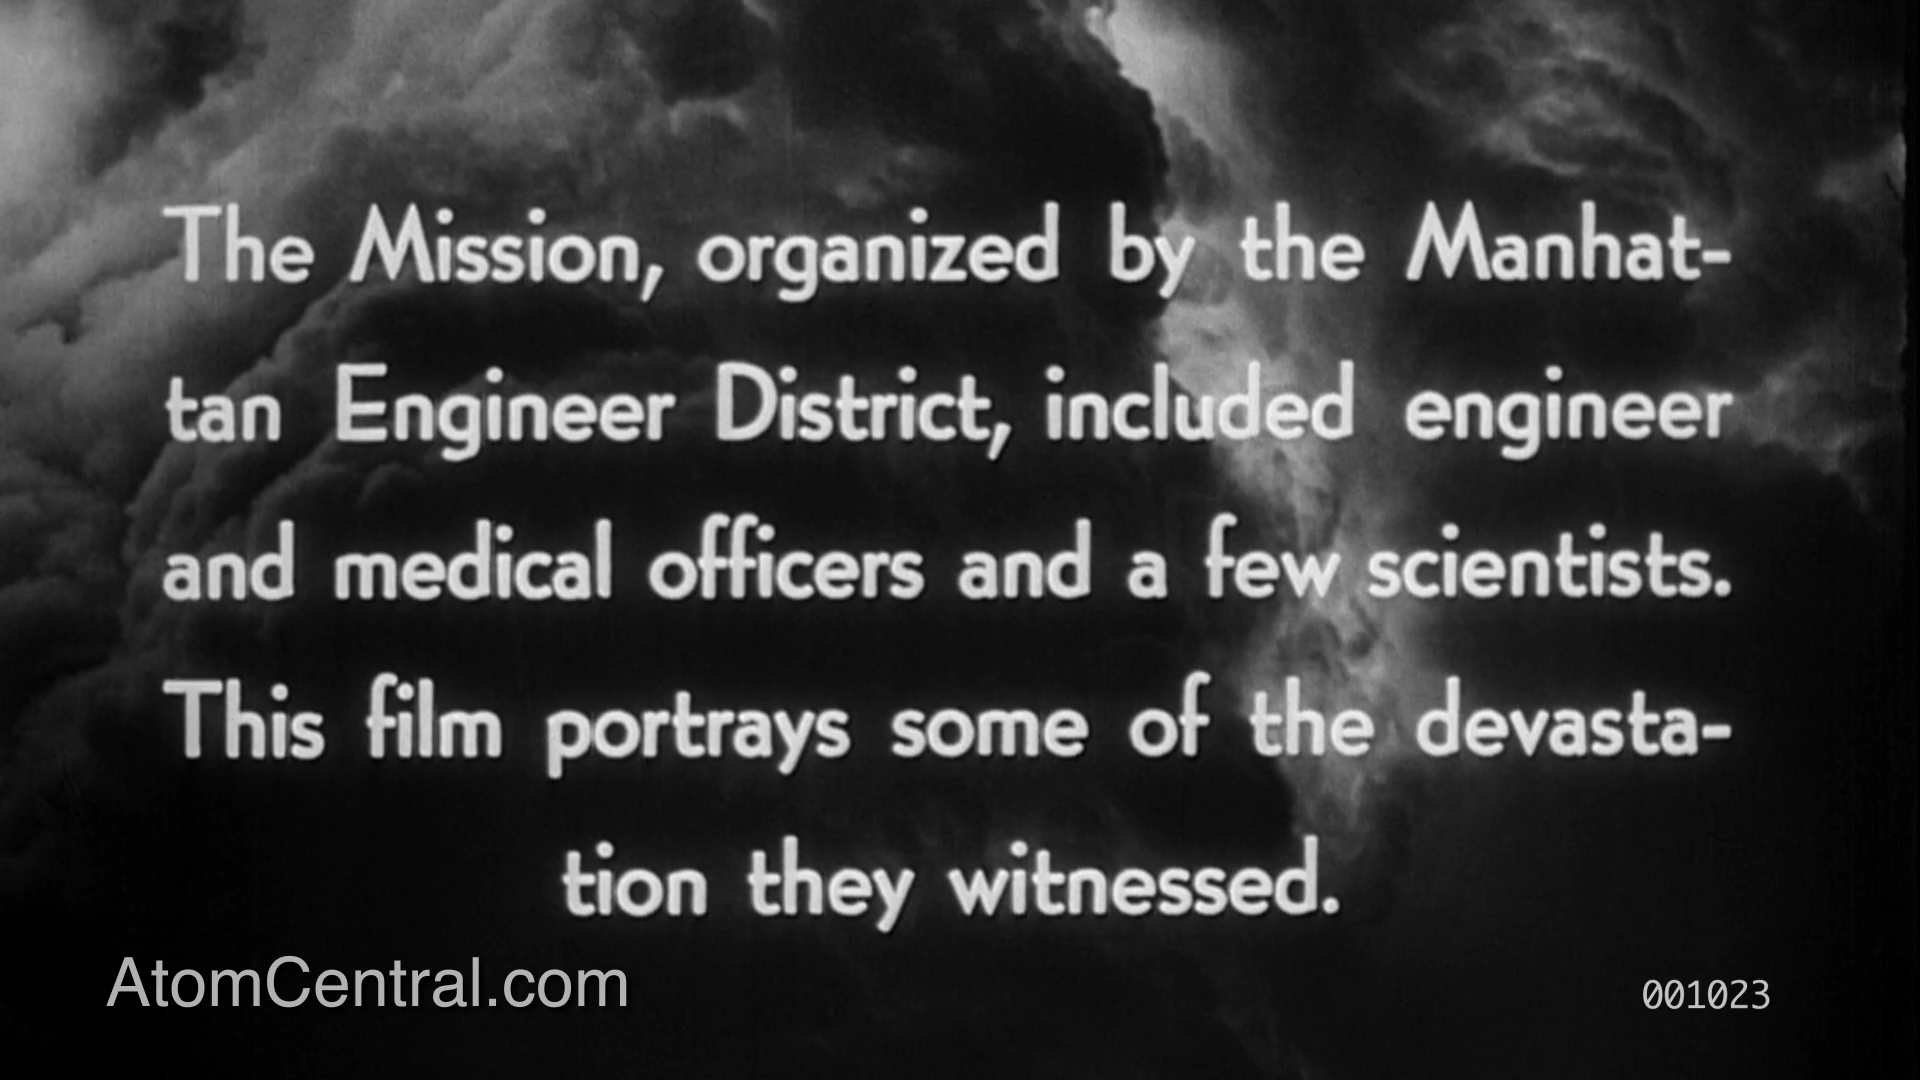 The Mission, organized by the Manhat-
tan Engineer District, included engineer
and medical officers and a few scientists.
This film portrays some of the devasta-
tion they witnessed.
AtomCentral.com
001023